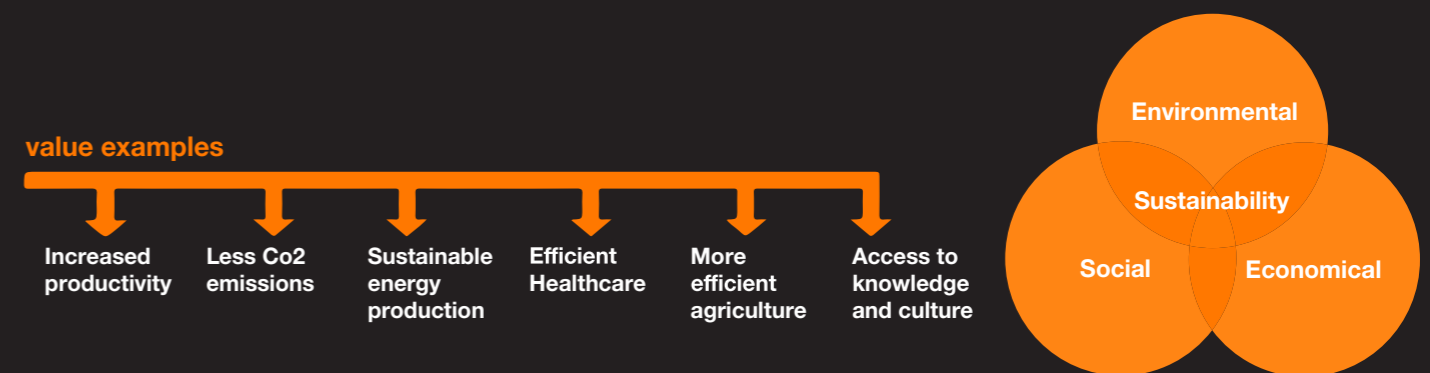 value examples
Increased
productivity
Less Co2
emissions
Sustainable
energy
production
Efficient
Healthcare
More
efficient
agriculture
Access to
knowledge
and culture
Environmental
Sustainability
Social
Economical